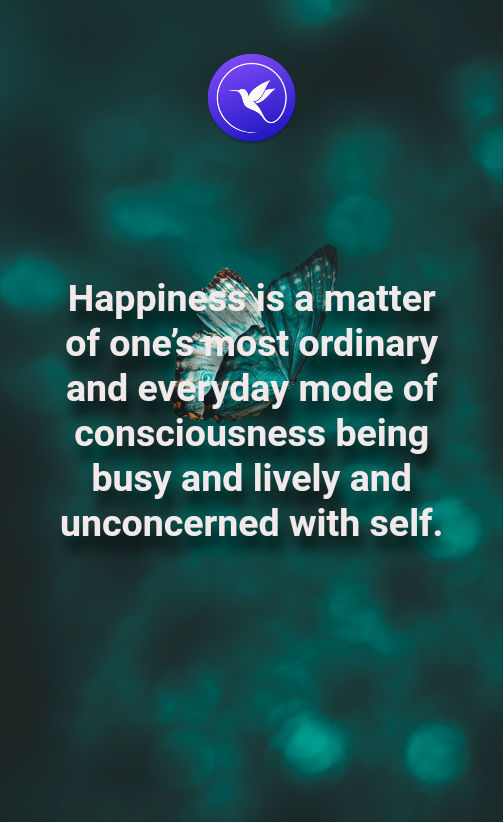 Happiness is a matter
of one’s most ordinary
and everyday mode of
consciousness being
busy and lively and
unconcerned with self.